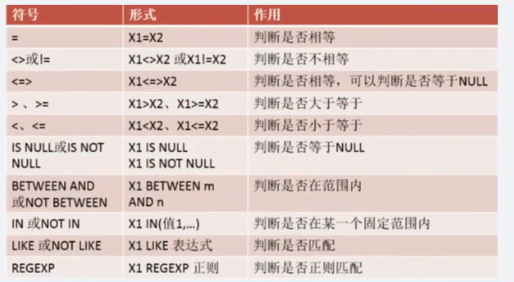 符号 形式 作用
= X1=X2 判断是否相等
<>或!= X1<>X2 或X1!=X2 判断是否不相等
<=> X1<=>X2 判断是否相等，可以判断是否等于NULL
> 、>= X1>X2、X1>=X2 判断是否大于等于
<、<= X1<X2、X1<=X2 判断是否小于等于
IS NULL或IS NOT X1 IS NULL 判断是否等于NULL
NULL X1 IS NOT NULL
BETWEEN AND X1 BETWEEN m 判断是否在范围内
或NOT BETWEEN AND n
IN 或NOT IN X1 IN(值1,...) 判断是否在某一个固定范围内
LIKE 或NOT LIKE X1 LIKE 表达式 判断是否匹配
REGEXP X1 REGEXP 正则 判断是否正则匹配